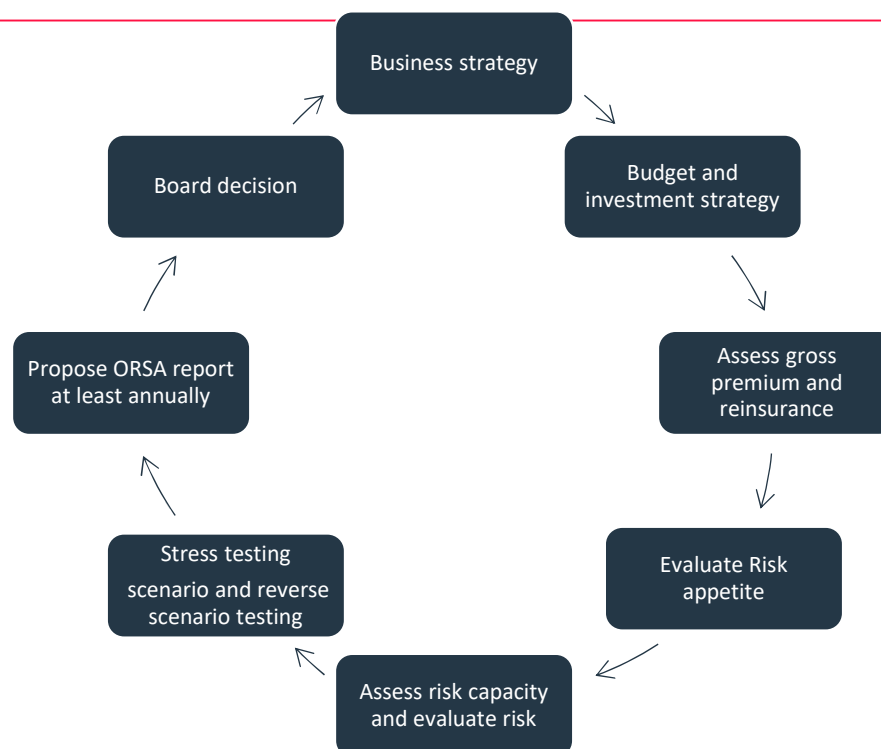 Business strategy
Budget and
investment strategy
Assess gross
premium and
reinsurance
Evaluate Risk
appetite
Assess risk capacity
and evaluate risk
Stress testing
scenario and reverse
scenario testing
Propose ORSA report
at least annually
Board decision